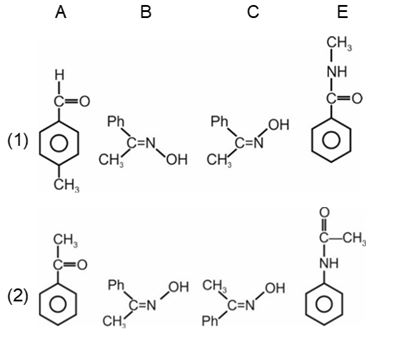 A B C E
(1)
H
C=O
CH₃
Ph
C=N
CH₃
OH
Ph
OH
C=N
CH₃
CH₃
NH
C=O
(2)
CH₃
C=O
Ph
OH
C=N
CH₃
CH₃
OH
C=N
Ph
O
C—CH₃
NH